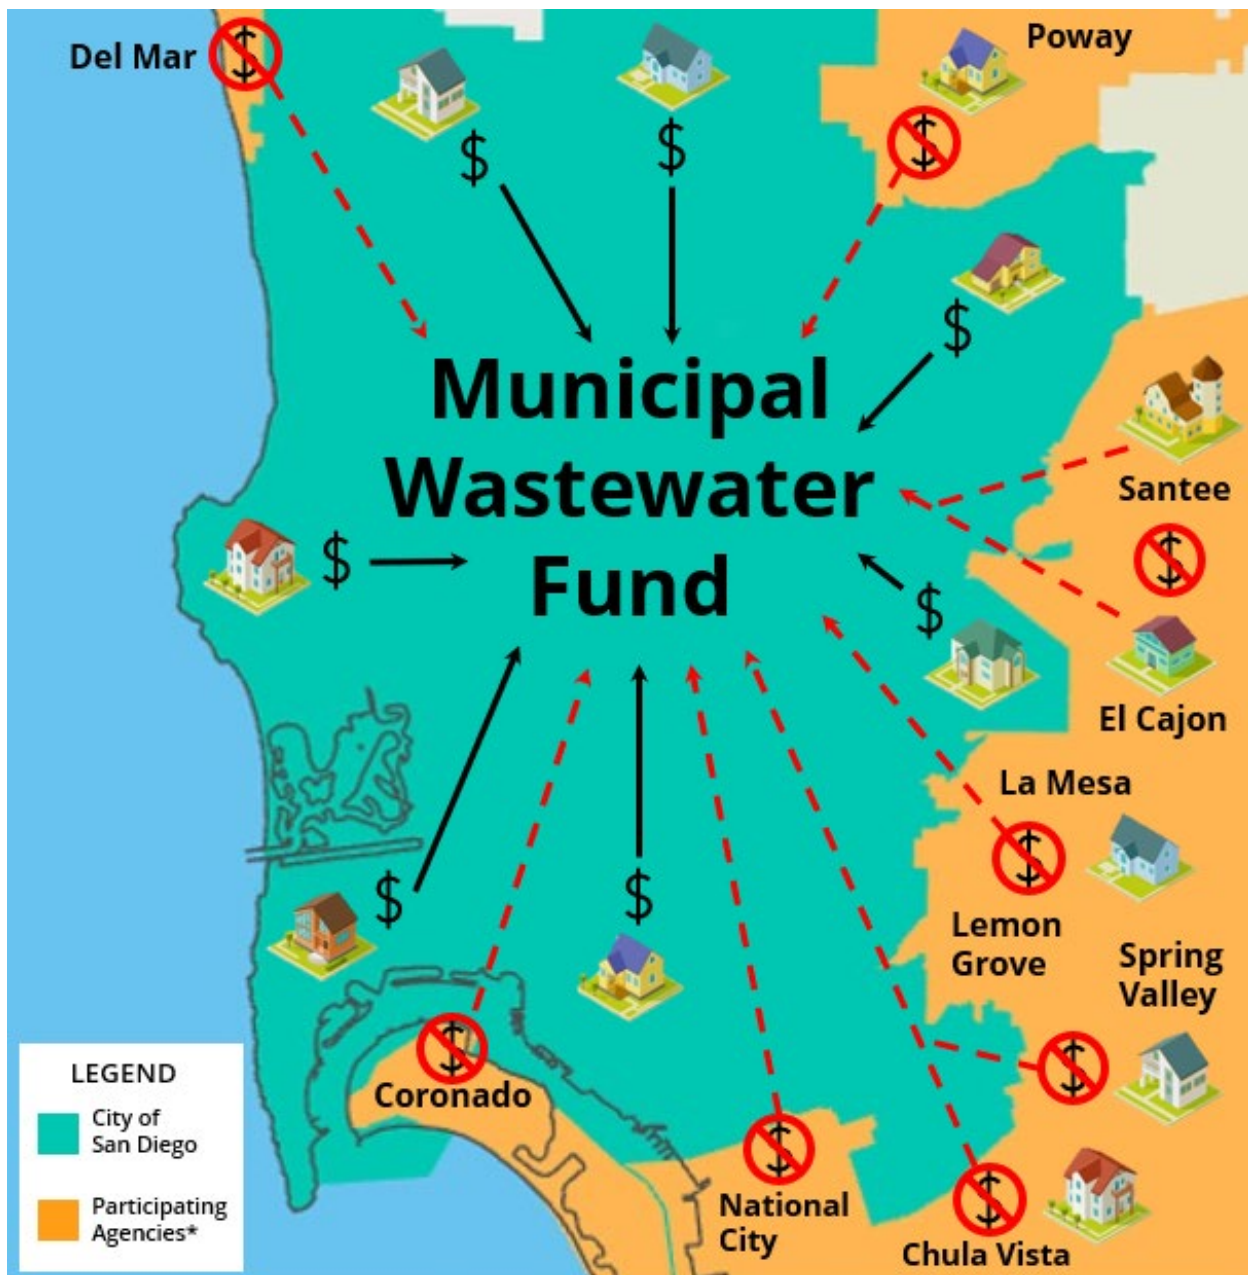 Del Mar
$
Poway
$
$
$
$
Municipal
Wastewater
Fund
Santee
$
$
$
El Cajon
La Mesa
$
Lemon
Grove
Spring
Valley
$
$
$
Coronado
$
National
City
$
$
Chula Vista
LEGEND
City of
San Diego
Participating
Agencies*